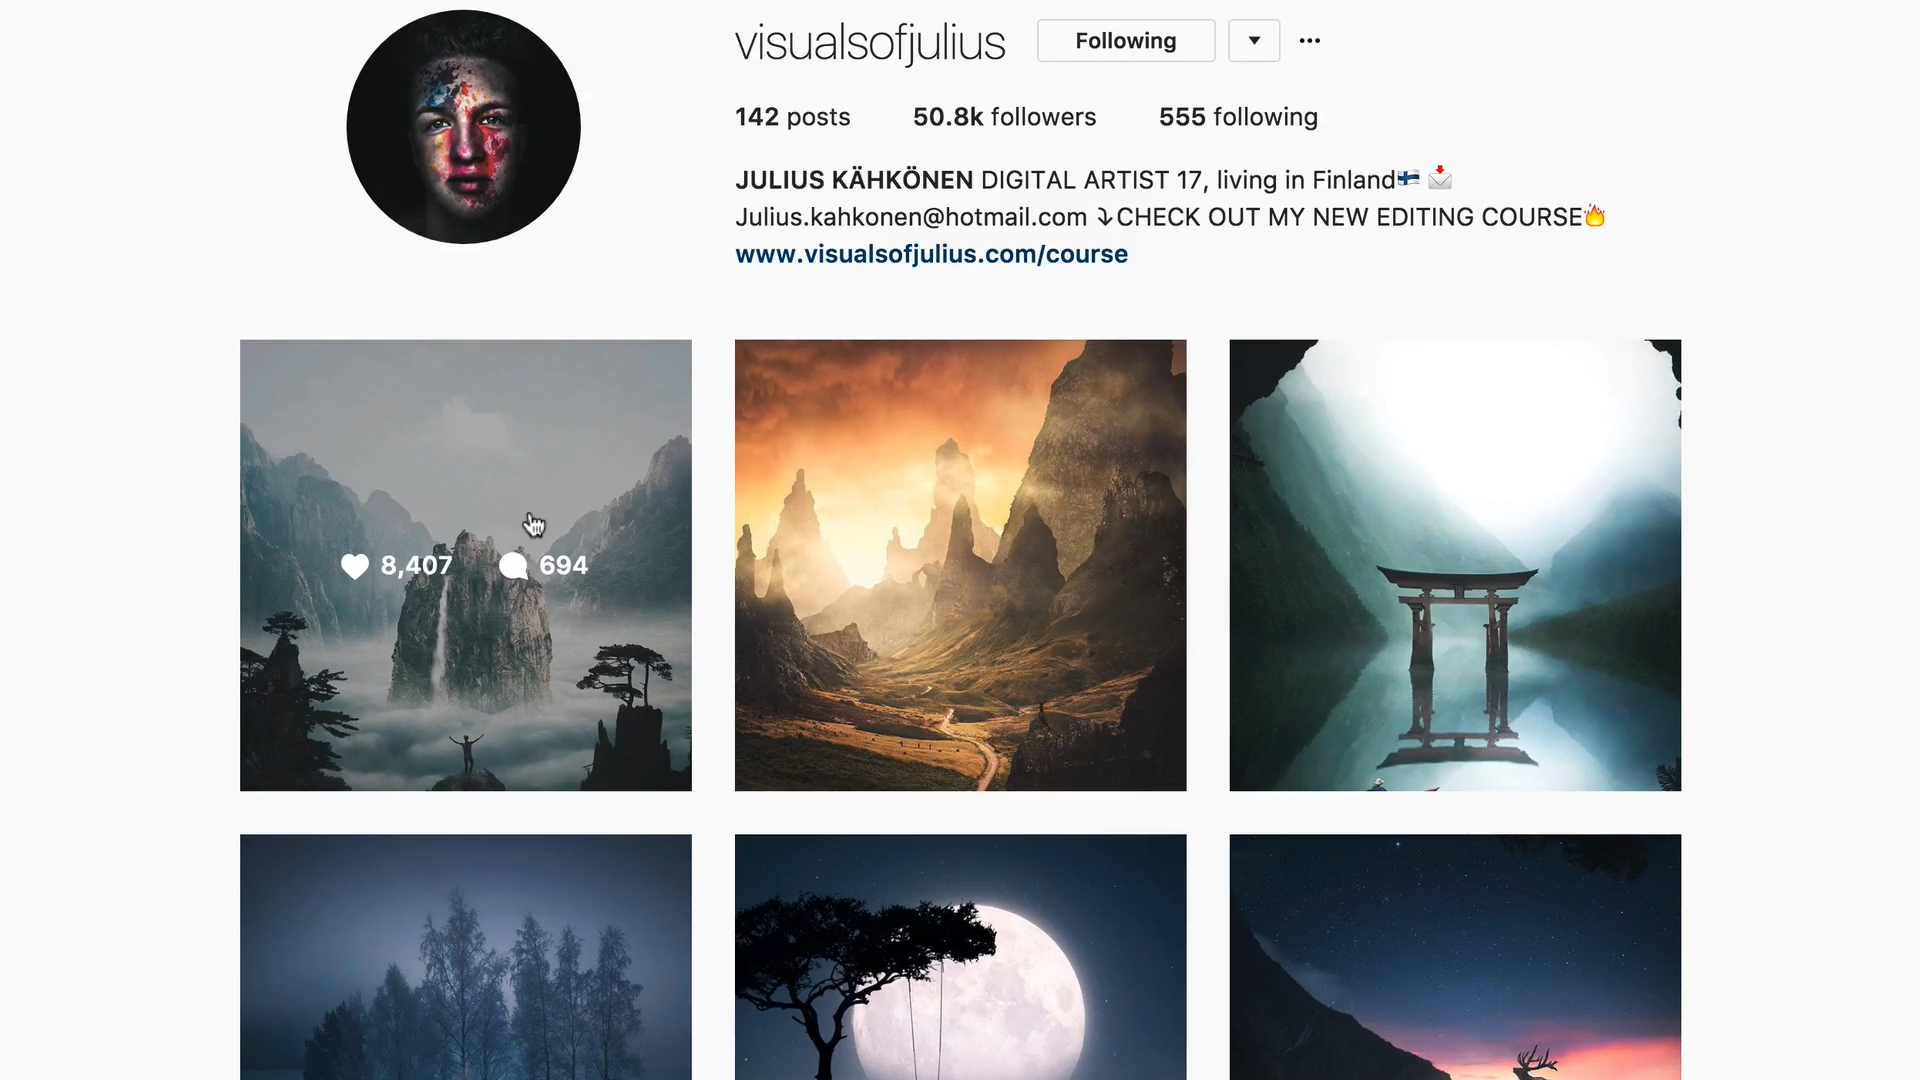 visualsofjulius Following
142 posts 50.8k followers 555 following
JULIUS KÄHKÖNEN DIGITAL ARTIST 17, living in Finland🇫🇮 📩
Julius.kahkonen@hotmail.com ⤵CHECK OUT MY NEW EDITING COURSE🔥
www.visualsofjulius.com/course
8,407 694